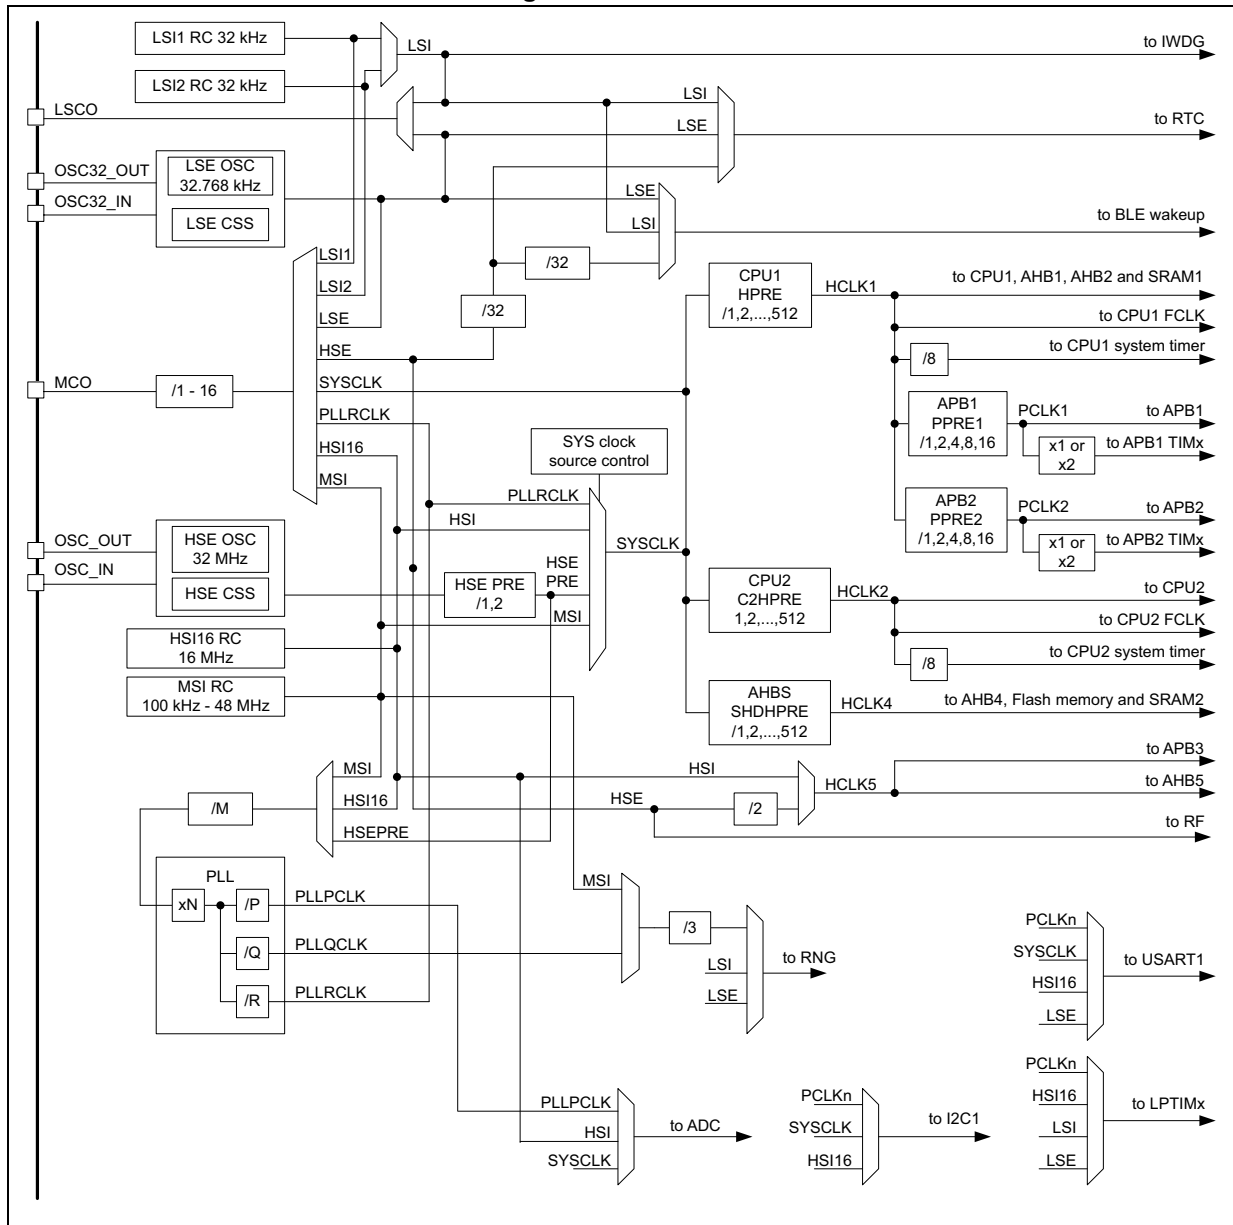 LSI1 RC 32 kHz
LSI
to IWDG
LSI2 RC 32 kHz
LSCO
LSI
LSE
to RTC
OSC32_OUT
OSC32_IN
LSE OSC
32.768 kHz
LSE CSS
LSE
LSI
to BLE wakeup
/32
/32
LSI1
LSI2
LSE
HSE
SYSCLK
PLLRCLK
HSI16
MSI
MCO
/1 - 16
CPU1
HPRE
/1,2,...,512
HCLK1
to CPU1, AHB1, AHB2 and SRAM1
to CPU1 FCLK
/8
to CPU1 system timer
APB1
PPRE1
/1,2,4,8,16
PCLK1
to APB1
x1 or
x2
to APB1 TIMx
APB2
PPRE2
/1,2,4,8,16
PCLK2
to APB2
x1 or
x2
to APB2 TIMx
SYS clock
source control
PLLRCLK
HSI
HSE
PRE
MSI
SYSCLK
OSC_OUT
OSC_IN
HSE OSC
32 MHz
HSE CSS
HSE PRE
/1,2
HSI16 RC
16 MHz
MSI RC
100 kHz - 48 MHz
CPU2
C2HPRE
1,2,...,512
HCLK2
to CPU2
to CPU2 FCLK
/8
to CPU2 system timer
AHBS
SHDHPRE
/1,2,...,512
HCLK4
to AHB4, Flash memory and SRAM2
MSI
HSI16
HSEPRE
/M
HSI
HSE
/2
HCLK5
to APB3
to AHB5
to RF
PLL
xN
/P
/Q
/R
PLLPCLK
PLLQCLK
PLLRCLK
MSI
/3
LSI
LSE
to RNG
PCLKn
SYSCLK
HSI16
LSE
to USART1
PLLPCLK
HSI
SYSCLK
to ADC
PCLKn
SYSCLK
HSI16
to I2C1
PCLKn
HSI16
LSI
LSE
to LPTIMx